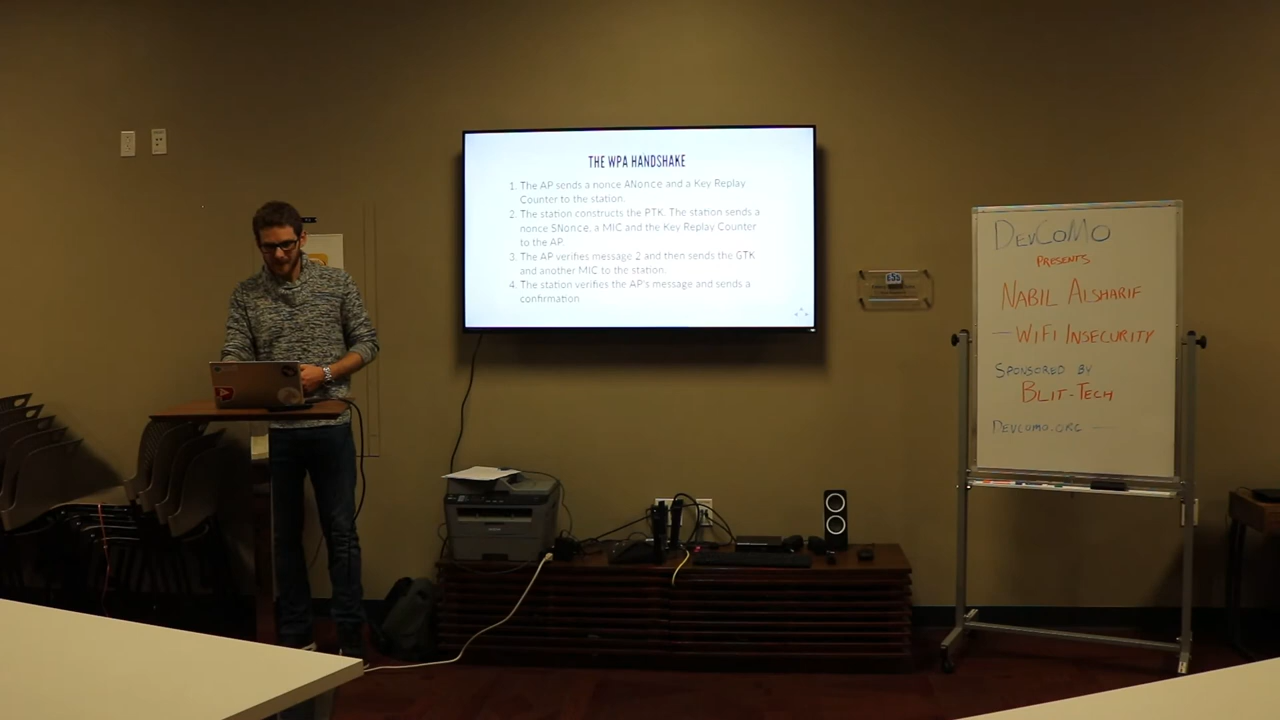 THE WPA HANDSHAKE
1. The AP sends a nonce ANonce and a Key Replay
Counter to the station.
2. The station constructs the PTK. The station sends a
nonce SNonce, a MIC and the Key Replay Counter
to the AP.
3. The AP verifies message 2 and then sends the GTK
and another MIC to the station.
4. The station verifies the AP's message and sends a
confirmation
DEVCOMO
PRESENTS
NABIL ALSHARIF
— WIFI INSECURITY
SPONSORED BY
BLIT-TECH
DEVCOMO.ORG —